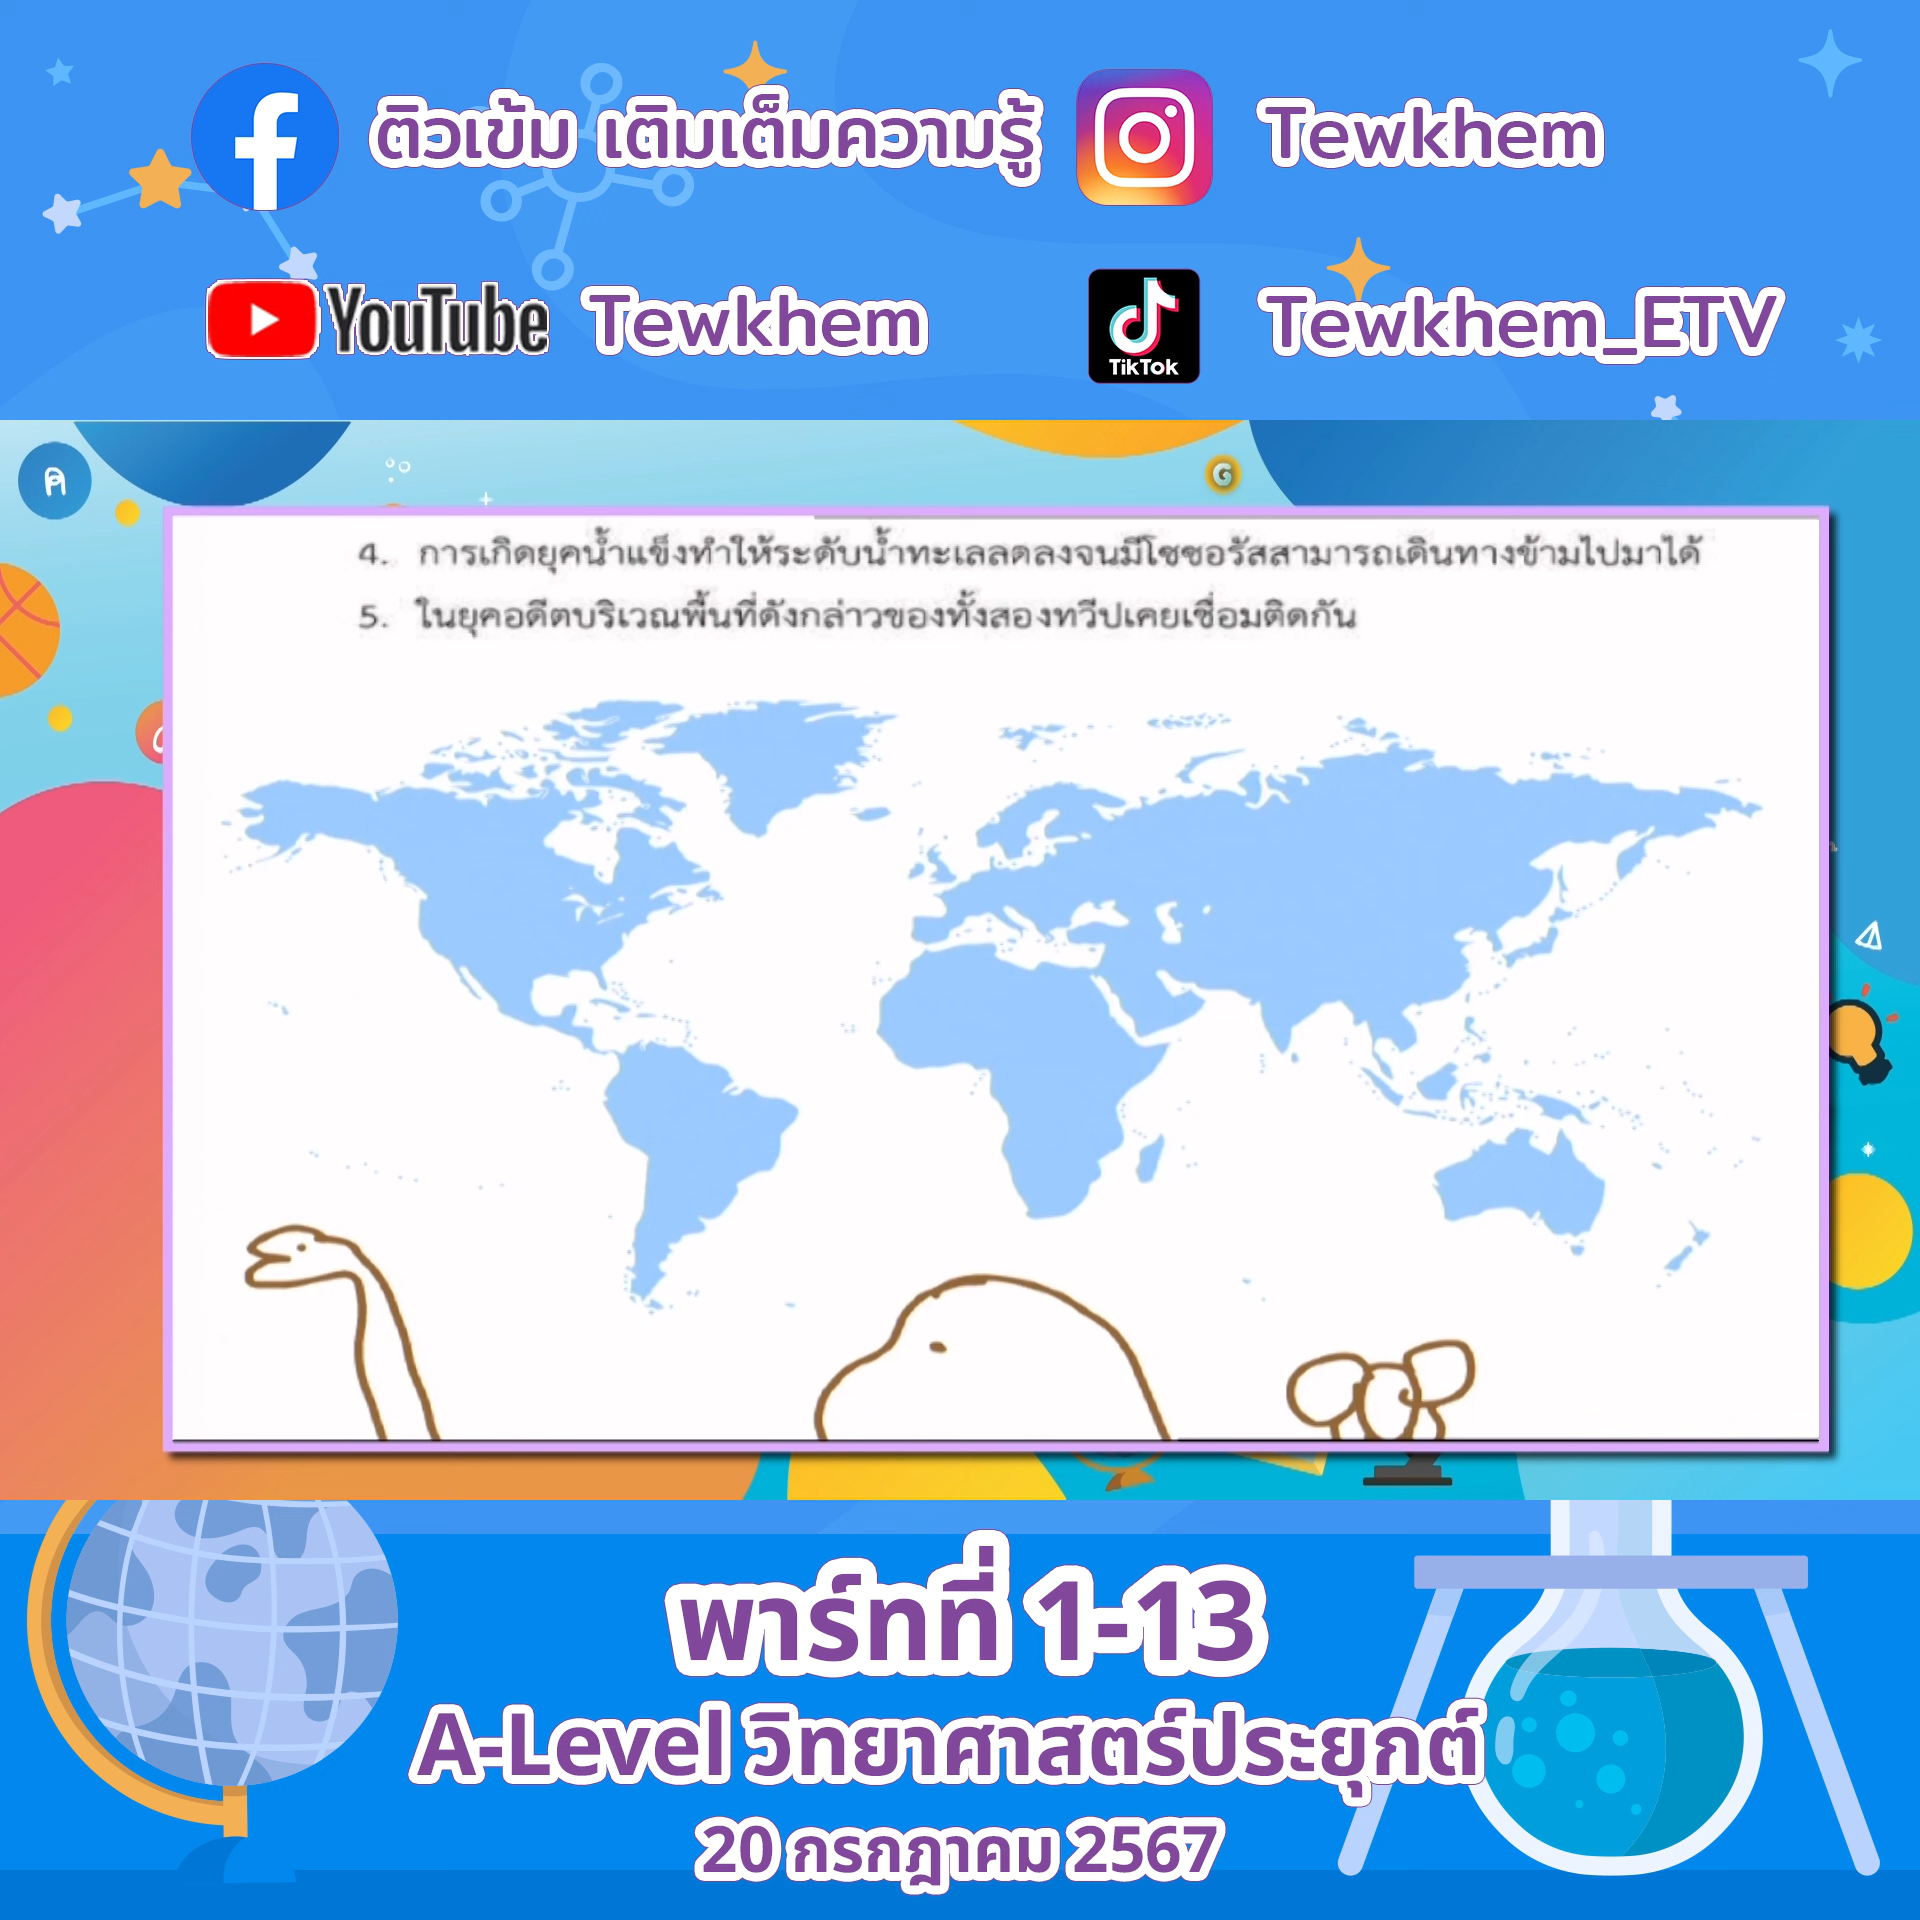 ติวเข้ม เติมเต็มความรู้
Tewkhem
YouTube
Tewkhem
TikTok
Tewkhem_ETV
ค
4. การเกิดยุคน้ำแข็งทำให้ระดับน้ำทะเลลดลงจนมีโซซอรัสสามารถเดินทางข้ามไปมาได้
5. ในยุคอดีตบริเวณพื้นที่ดังกล่าวของทั้งสองทวีปเคยเชื่อมติดกัน
พาร์ทที่ 1-13
A-Level วิทยาศาสตร์ประยุกต์
20 กรกฎาคม 2567